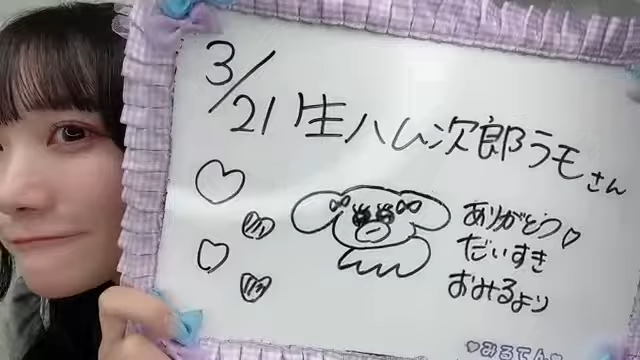 3/21 生ハム次郎ラモさん
ありがとう♡
だいすき
おみるより
♡みるてん♡